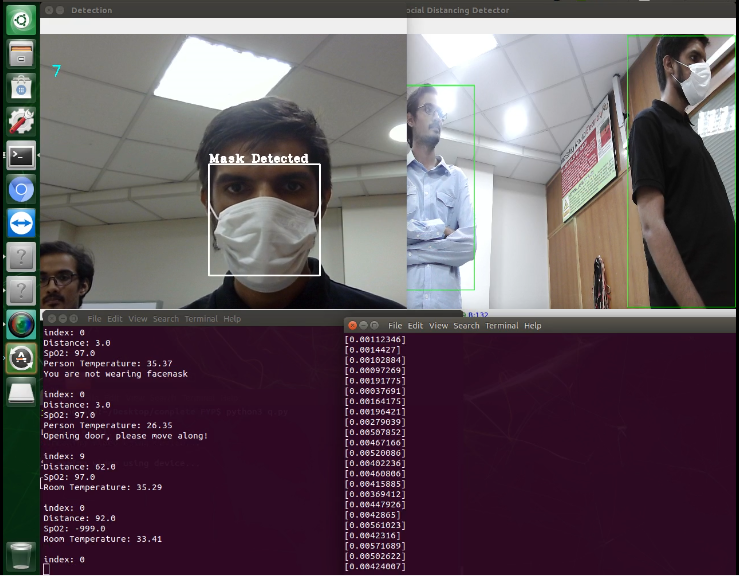 Detection
ocial Distancing Detector
7
Mask Detected
File Edit View Search Terminal Help
index: 0
Distance: 3.0
SpO2: 97.0
Person Temperature: 35.37
You are not wearing facemask
index: 0
Distance: 3.0
SpO2: 97.0
Person Temperature: 26.35
Opening door, please move along!
index: 9
Distance: 62.0
SpO2: 97.0
Room Temperature: 35.29
index: 0
Distance: 92.0
SpO2: -999.0
Room Temperature: 33.41
index: 0
File Edit View Search Terminal Help
[0.00112346]
[0.0014427]
[0.00102884]
[0.00097269]
[0.00191775]
[0.00037691]
[0.00164175]
[0.00196421]
[0.00279039]
[0.00507852]
[0.00467166]
[0.00520086]
[0.00402236]
[0.00460806]
[0.00415885]
[0.00369412]
[0.00447926]
[0.0042865]
[0.00561023]
[0.0042316]
[0.00571689]
[0.00502622]
[0.00424007]